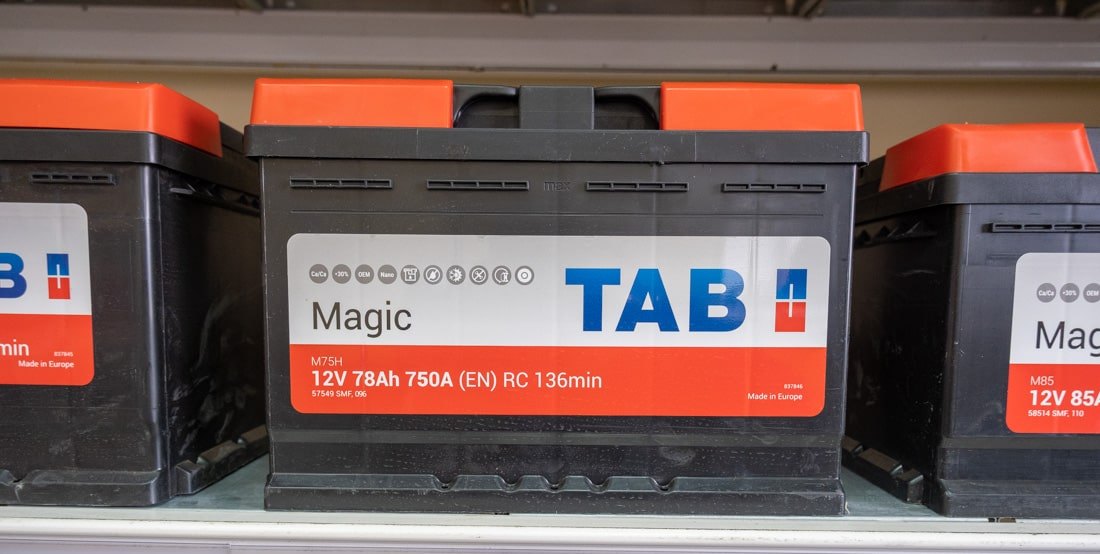 B
min
837845
Made in Europe
max
Ca/Ca +30% OEM Nano
TAB
Magic
M75H
12V 78Ah 750A (EN) RC 136min
57549 SMF, 096
837846
Made in Europe
Ca/Ca +30% OEM
Mag
M85
12V 85A
58514 SMF, 110